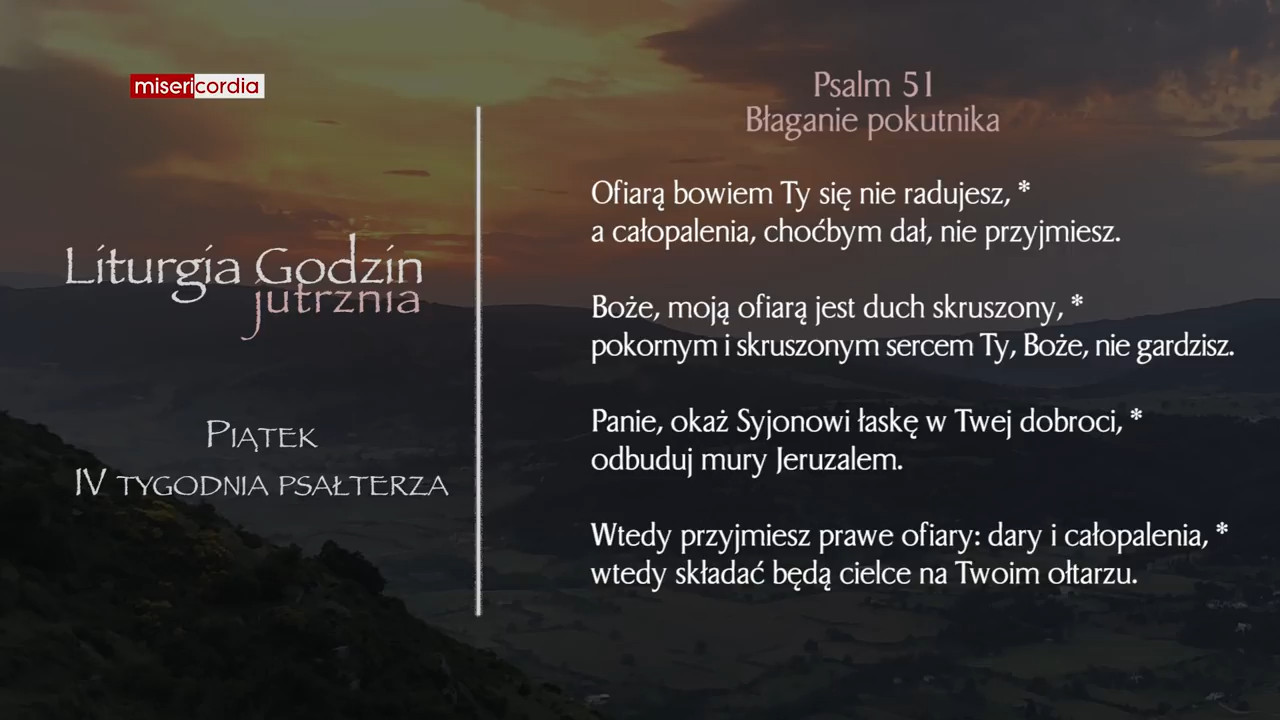 misericordia
Liturgia Godzin
jutrznia
Piątek
IV tygodnia psałterza
Psalm 51
Błaganie pokutnika
Ofiarą bowiem Ty się nie radujesz, *
a całopalenia, choćbym dał, nie przyjmiesz.
Boże, moją ofiarą jest duch skruszony, *
pokornym i skruszonym sercem Ty, Boże, nie gardzisz.
Panie, okaż Syjonowi łaskę w Twej dobroci, *
odbuduj mury Jeruzalem.
Wtedy przyjmiesz prawe ofiary: dary i całopalenia, *
wtedy składać będą cielce na Twoim ołtarzu.